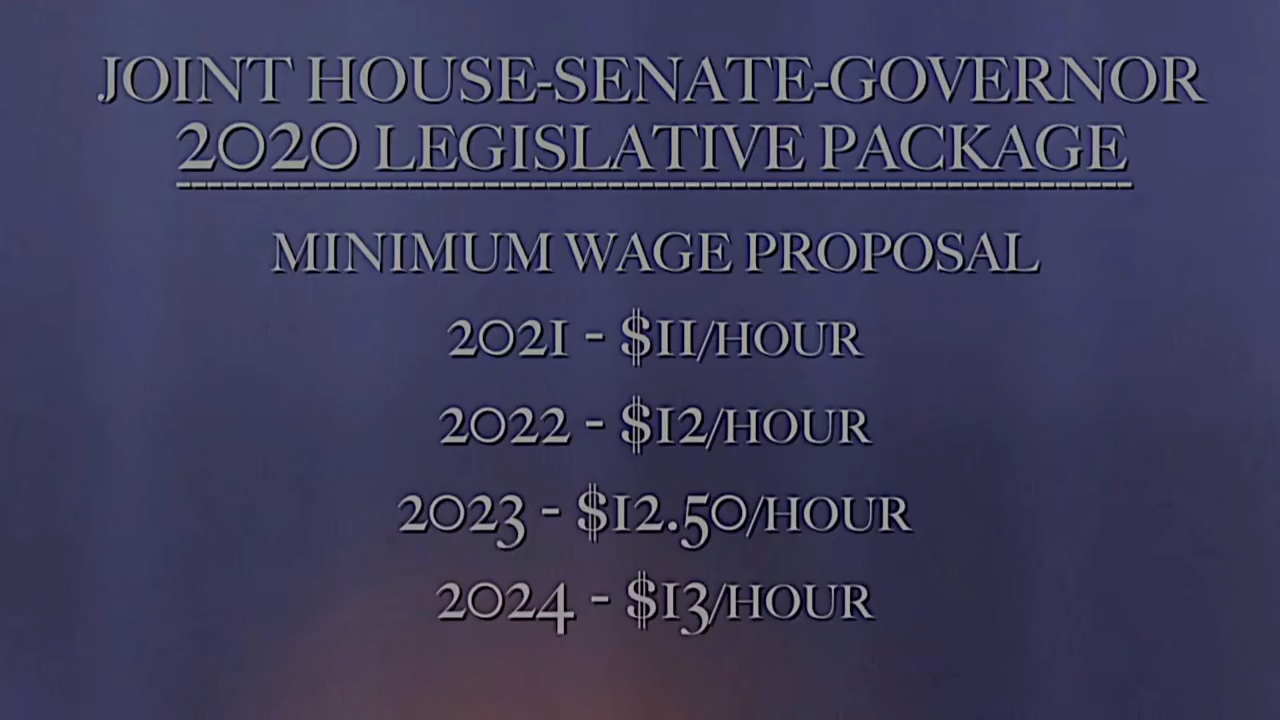 JOINT HOUSE-SENATE-GOVERNOR
2020 LEGISLATIVE PACKAGE
MINIMUM WAGE PROPOSAL
2021 - $11/HOUR
2022 - $12/HOUR
2023 - $12.50/HOUR
2024 - $13/HOUR